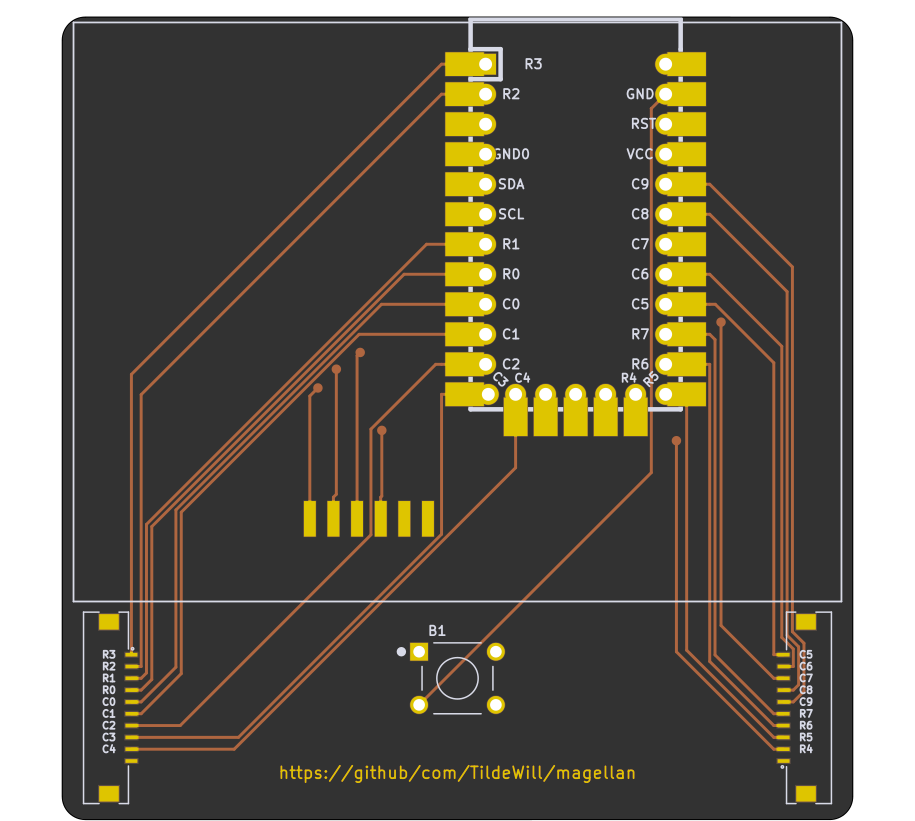 R3
R2 GND
RST
GND0 VCC
SDA C9
SCL C8
R1 C7
R0 C6
C0 C5
C1 R7
C2 R6
C3 C4 R4 R5
B1
R3
R2
R1
R0
C0
C1
C2
C3
C4
C5
C6
C7
C8
C9
R7
R6
R5
R4
https://github/com/TildeWill/magellan